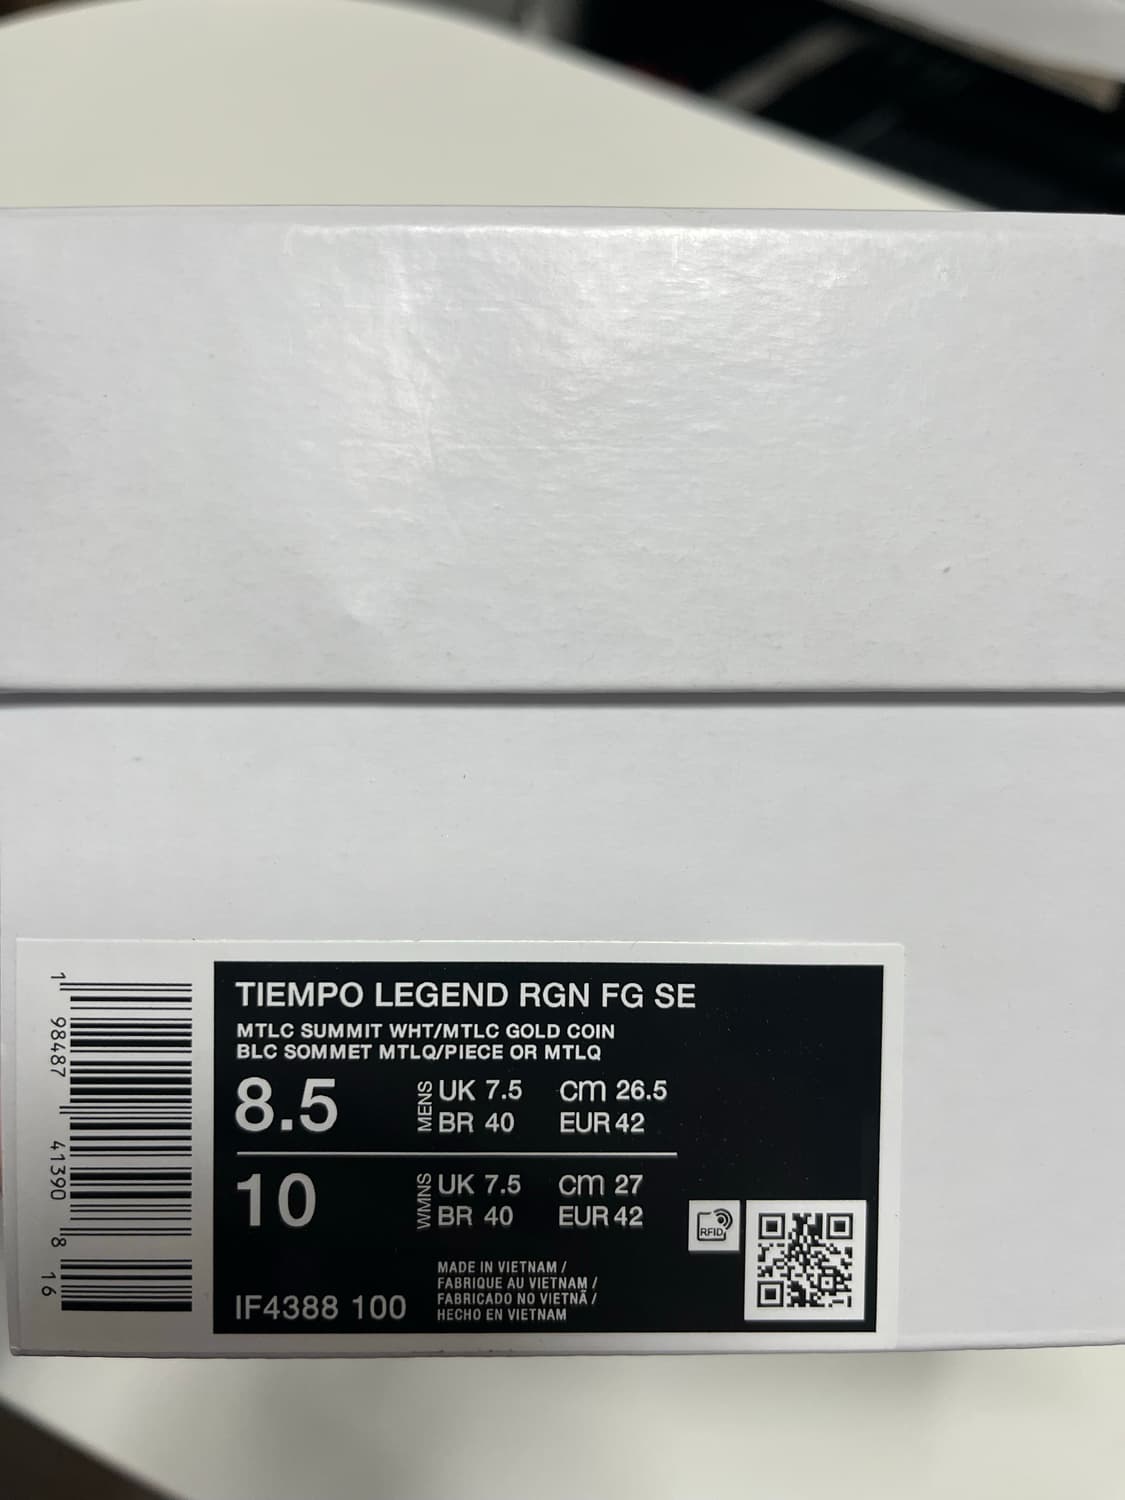 TIEMPO LEGEND RGN FG SE
MTLC SUMMIT WHT/MTLC GOLD COIN
BLC SOMMET MTLQ/PIECE OR MTLQ
8.5 MENS UK 7.5 cm 26.5
BR 40 EUR 42
10 WMNS UK 7.5 cm 27
BR 40 EUR 42
RFID
MADE IN VIETNAM /
FABRIQUE AU VIETNAM /
FABRICADO NO VIETNÃ /
HECHO EN VIETNAM
IF4388 100
1 98487 41390 8 16